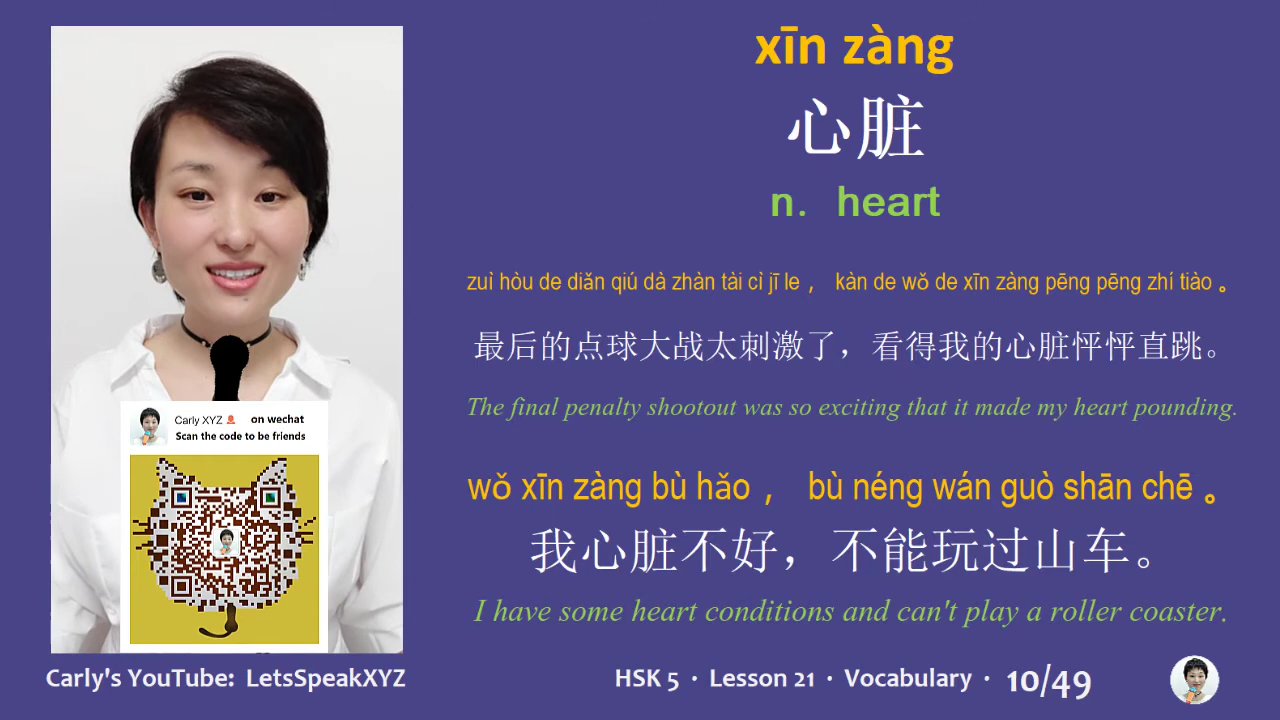 xīn zàng
心脏
n. heart
zuì hòu de diǎn qiú dà zhàn tài cì jī le， kàn de wǒ de xīn zàng pēng pēng zhí tiào 。
最后的点球大战太刺激了，看得我的心脏怦怦直跳。
The final penalty shootout was so exciting that it made my heart pounding.
wǒ xīn zàng bù hǎo， bù néng wán guò shān chē 。
我心脏不好，不能玩过山车。
I have some heart conditions and can't play a roller coaster.
Carly XYZ on wechat
Scan the code to be friends
Carly's YouTube: LetsSpeakXYZ
HSK 5 · Lesson 21 · Vocabulary · 10/49